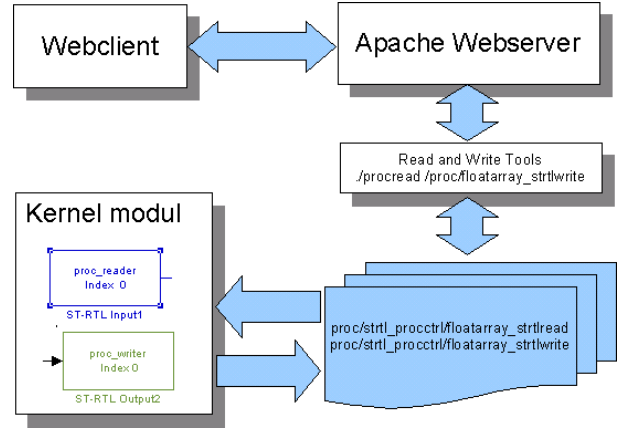 Webclient
Apache Webserver
Read and Write Tools
./procread /proc/floatarray_strtlwrite
Kernel modul
proc_reader
Index 0
ST-RTL Input1
proc_writer
Index 0
ST-RTL Output2
proc/strtl_procctrl/floatarray_strtlread
proc/strtl_procctrl/floatarray_strtlwrite